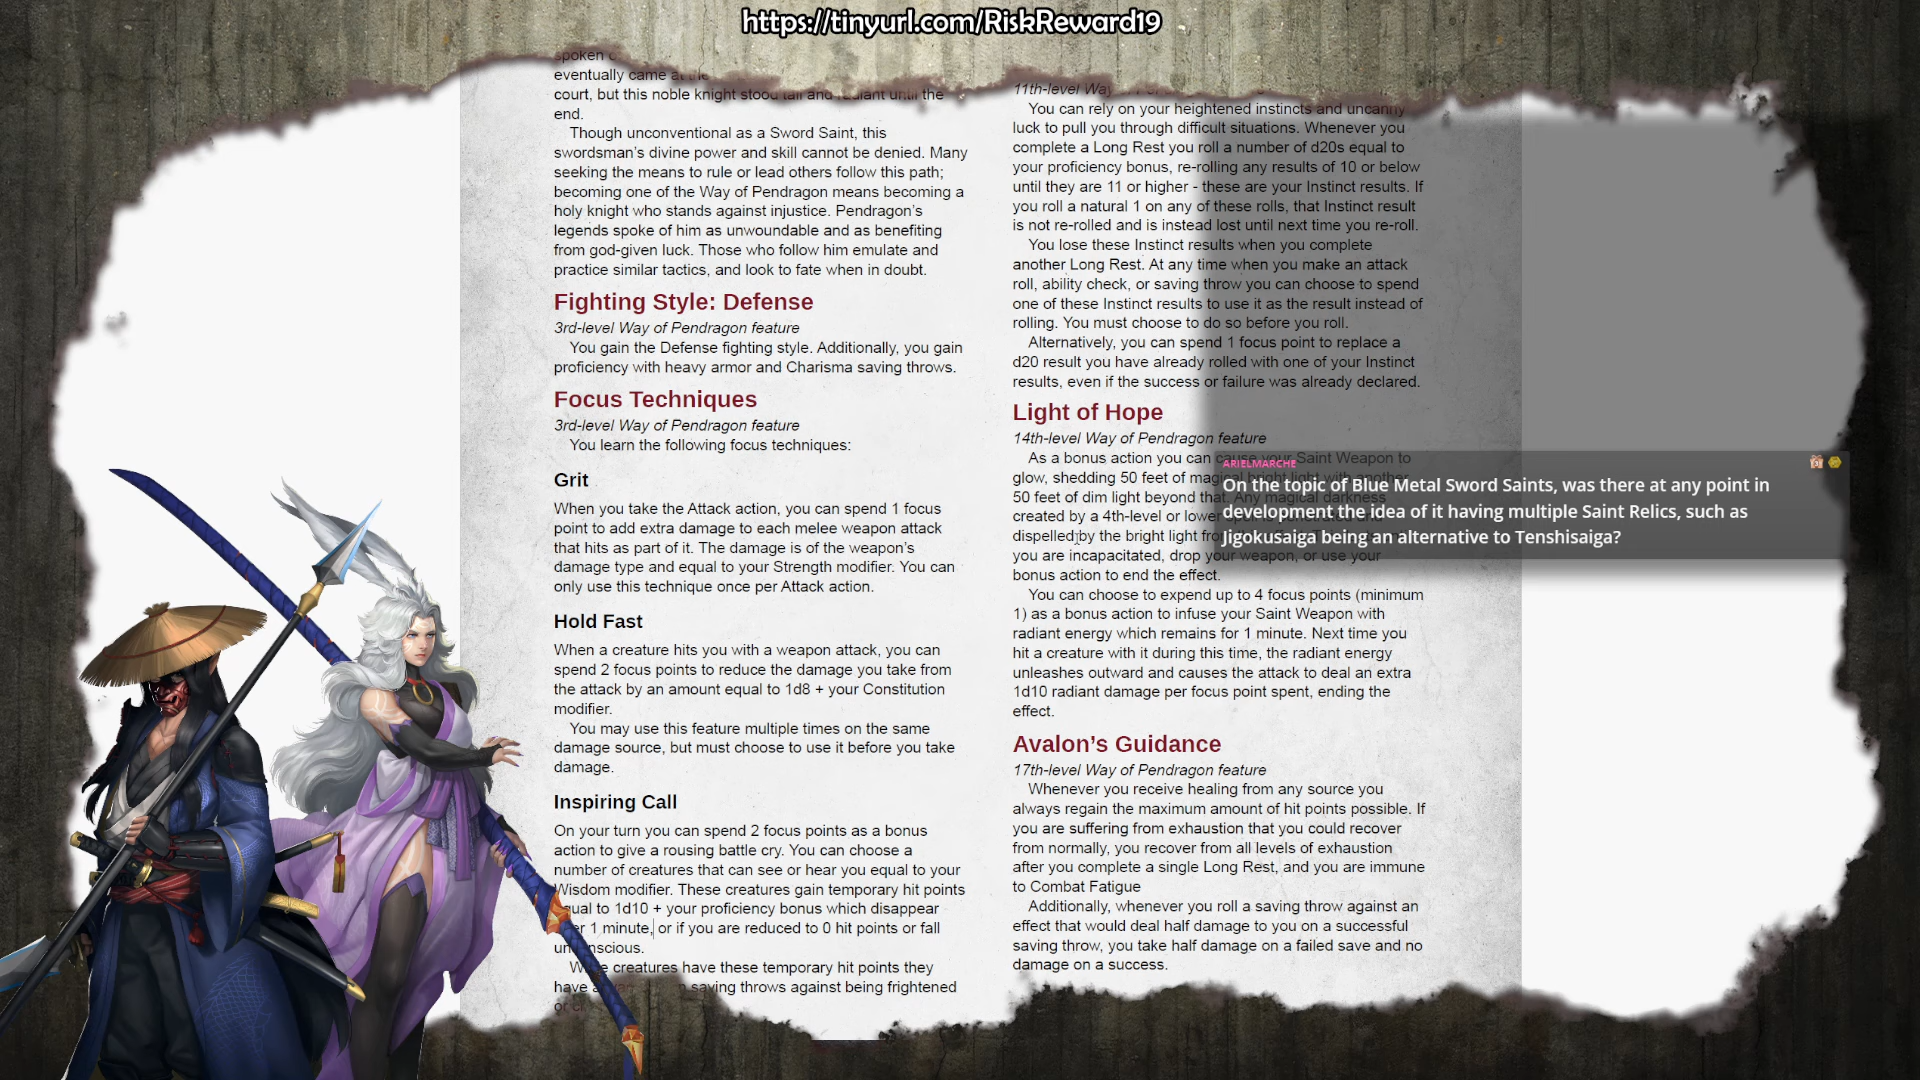 https://tinyurl.com/RiskReward19
spoken
eventually came at the
court, but this noble knight stood tall and radiant until the
end.
Though unconventional as a Sword Saint, this
swordsman's divine power and skill cannot be denied. Many
seeking the means to rule or lead others follow this path;
becoming one of the Way of Pendragon means becoming a
holy knight who stands against injustice. Pendragon's
legends spoke of him as unwoundable and as benefiting
from god-given luck. Those who follow him emulate and
practice similar tactics, and look to fate when in doubt.
Fighting Style: Defense
3rd-level Way of Pendragon feature
You gain the Defense fighting style. Additionally, you gain
proficiency with heavy armor and Charisma saving throws.
Focus Techniques
3rd-level Way of Pendragon feature
You learn the following focus techniques:
Grit
When you take the Attack action, you can spend 1 focus
point to add extra damage to each melee weapon attack
that hits as part of it. The damage is of the weapon's
damage type and equal to your Strength modifier. You can
only use this technique once per Attack action.
Hold Fast
When a creature hits you with a weapon attack, you can
spend 2 focus points to reduce the damage you take from
the attack by an amount equal to 1d8 + your Constitution
modifier.
You may use this feature multiple times on the same
damage source, but must choose to use it before you take
damage.
Inspiring Call
On your turn you can spend 2 focus points as a bonus
action to give a rousing battle cry. You can choose a
number of creatures that can see or hear you equal to your
Wisdom modifier. These creatures gain temporary hit points
equal to 1d10 + your proficiency bonus which disappear
1 minute, or if you are reduced to 0 hit points or fall
unconscious.
creatures have these temporary hit points they
have saving throws against being frightened
or
11th-level Way
You can rely on your heightened instincts and uncanny
luck to pull you through difficult situations. Whenever you
complete a Long Rest you roll a number of d20s equal to
your proficiency bonus, re-rolling any results of 10 or below
until they are 11 or higher - these are your Instinct results. If
you roll a natural 1 on any of these rolls, that Instinct result
is not re-rolled and is instead lost until next time you re-roll.
You lose these Instinct results when you complete
another Long Rest. At any time when you make an attack
roll, ability check, or saving throw you can choose to spend
one of these Instinct results to use it as the result instead of
rolling. You must choose to do so before you roll.
Alternatively, you can spend 1 focus point to replace a
d20 result you have already rolled with one of your Instinct
results, even if the success or failure was already declared.
Light of Hope
14th-level Way of Pendragon feature
As a bonus action you can cause your Saint Weapon to
glow, shedding 50 feet of magical bright light with another
50 feet of dim light beyond that. Any magical darkness
created by a 4th-level or lower
dispelled by the bright light
you are incapacitated, drop your weapon, or use your
bonus action to end the effect.
You can choose to expend up to 4 focus points (minimum
1) as a bonus action to infuse your Saint Weapon with
radiant energy which remains for 1 minute. Next time you
hit a creature with it during this time, the radiant energy
unleashes outward and causes the attack to deal an extra
1d10 radiant damage per focus point spent, ending the
effect.
Avalon's Guidance
17th-level Way of Pendragon feature
Whenever you receive healing from any source you
always regain the maximum amount of hit points possible. If
you are suffering from exhaustion that you could recover
from normally, you recover from all levels of exhaustion
after you complete a single Long Rest, and you are immune
to Combat Fatigue
Additionally, whenever you roll a saving throw against an
effect that would deal half damage to you on a successful
saving throw, you take half damage on a failed save and no
damage on a success.
ARIELMARCHE
On the topic of Blue Metal Sword Saints, was there at any point in
development the idea of it having multiple Saint Relics, such as
Jigokusaiga being an alternative to Tenshisaiga?